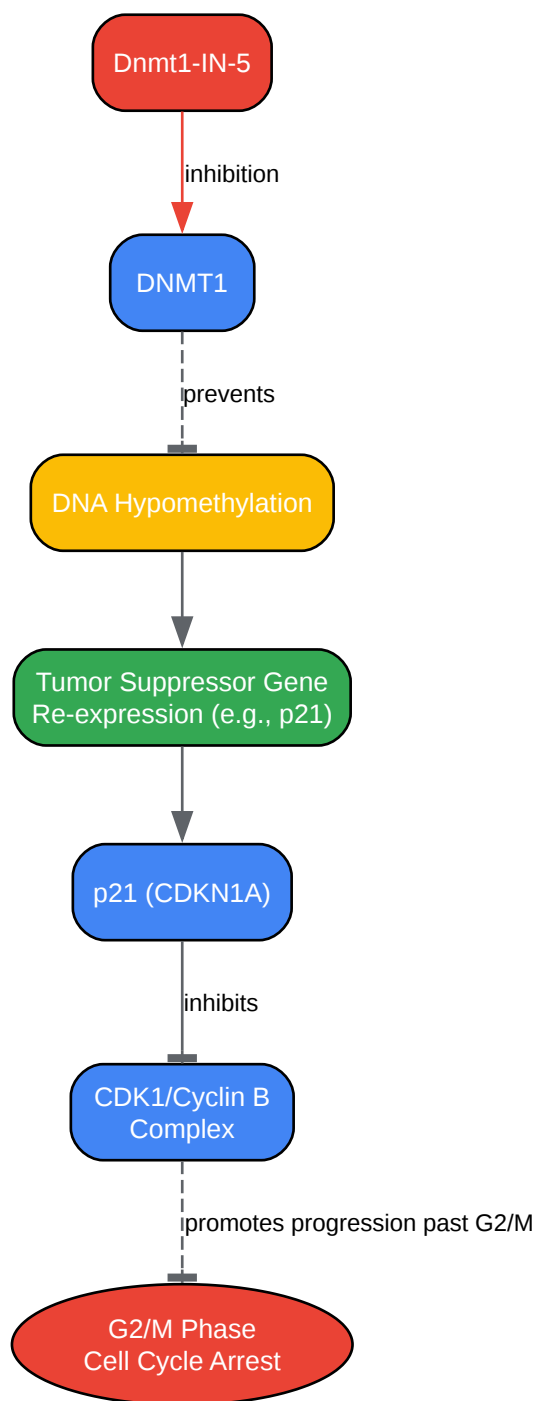 Dnmt1-IN-5
inhibition
DNMT1
prevents
DNA Hypomethylation
Tumor Suppressor Gene
Re-expression (e.g., p21)
p21 (CDKN1A)
inhibits
CDK1/Cyclin B
Complex
promotes progression past G2/M
G2/M Phase
Cell Cycle Arrest